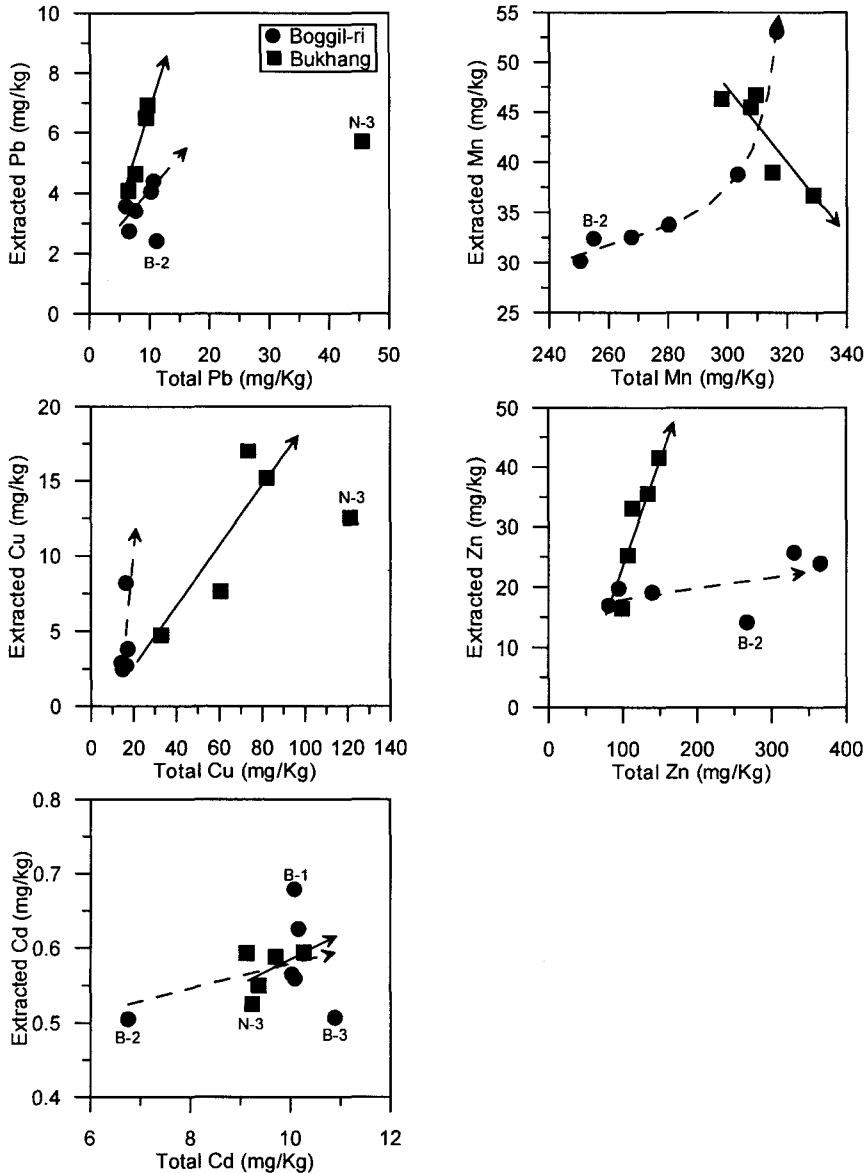 10
8
6
4
2
0
Extracted Pb (mg/kg)
Boggil-ri
Bukhang
N-3
B-2
0 10 20 30 40 50
Total Pb (mg/Kg)
55
50
45
40
35
30
25
Extracted Mn (mg/kg)
B-2
240 260 280 300 320 340
Total Mn (mg/Kg)
20
15
10
5
0
Extracted Cu (mg/kg)
N-3
0 20 40 60 80 100 120 140
Total Cu (mg/Kg)
50
40
30
20
10
0
Extracted Zn (mg/kg)
B-2
0 100 200 300 400
Total Zn (mg/Kg)
0.8
0.7
0.6
0.5
0.4
Extracted Cd (mg/kg)
B-1
B-2
N-3
B-3
6 8 10 12
Total Cd (mg/Kg)